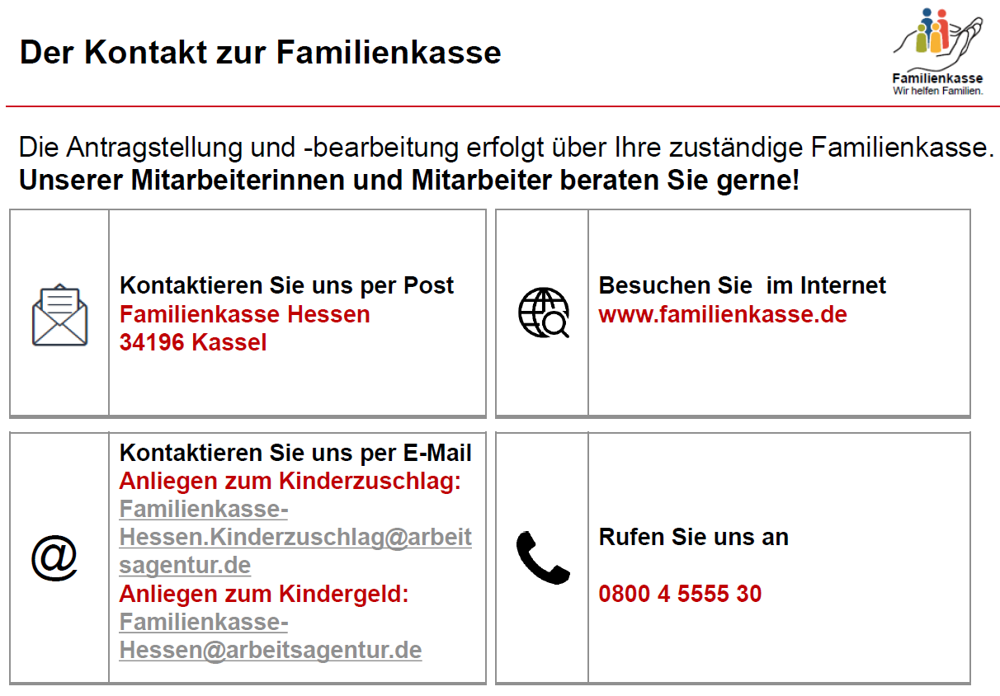 Der Kontakt zur Familienkasse
Familienkasse
Wir helfen Familien.
Die Antragstellung und -bearbeitung erfolgt über Ihre zuständige Familienkasse.
Unserer Mitarbeiterinnen und Mitarbeiter beraten Sie gerne!
Kontaktieren Sie uns per Post
Familienkasse Hessen
34196 Kassel
Besuchen Sie  im Internet
www.familienkasse.de
@
Kontaktieren Sie uns per E-Mail
Anliegen zum Kinderzuschlag:
Familienkasse-
Hessen.Kinderzuschlag@arbeit
sagentur.de
Anliegen zum Kindergeld:
Familienkasse-
Hessen@arbeitsagentur.de
Rufen Sie uns an
0800 4 5555 30